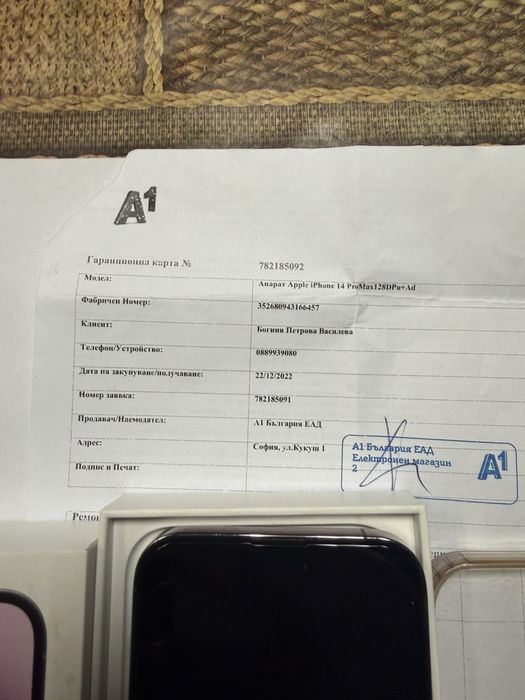 A1
Гаранционна карта № 782185092
Модел: Апарат Apple iPhone 14 ProMax128DPu+Ad
Фабричен Номер: 352680943166457
Клиент: Богиня Петрова Василева
Телефон/Устройство: 0889939080
Дата на закупуване/получаване: 22/12/2022
Номер заявка: 782185091
Продавач/Наемодател: А1 България ЕАД
Адрес: София, ул.Кукуш 1
Подпис и Печат:
А1 България ЕАД
Електронен магазин
2
A1